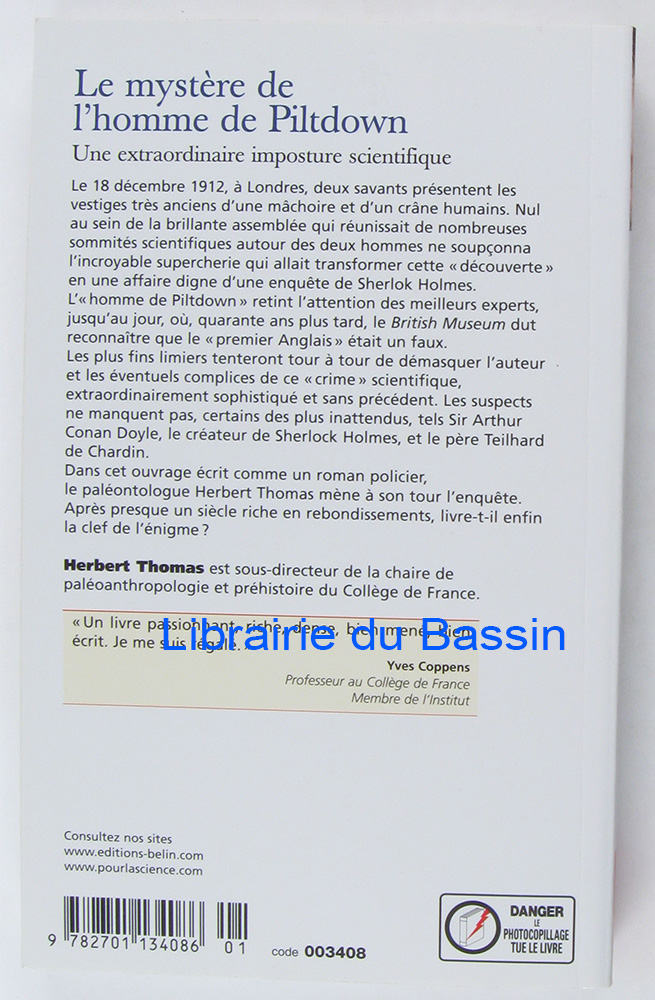 Le mystère de
l'homme de Piltdown
Une extraordinaire imposture scientifique
Le 18 décembre 1912, à Londres, deux savants présentent les
vestiges très anciens d'une mâchoire et d'un crâne humains. Nul
au sein de la brillante assemblée qui réunissait de nombreuses
sommités scientifiques autour des deux hommes ne soupçonna
l'incroyable supercherie qui allait transformer cette « découverte »
en une affaire digne d'une enquête de Sherlok Holmes.
L'« homme de Piltdown » retint l'attention des meilleurs experts,
jusqu'au jour, où, quarante ans plus tard, le British Museum dut
reconnaître que le « premier Anglais » était un faux.
Les plus fins limiers tenteront tour à tour de démasquer l'auteur
et les éventuels complices de ce « crime » scientifique,
extraordinairement sophistiqué et sans précédent. Les suspects
ne manquent pas, certains des plus inattendus, tels Sir Arthur
Conan Doyle, le créateur de Sherlock Holmes, et le père Teilhard
de Chardin.
Dans cet ouvrage écrit comme un roman policier,
le paléontologue Herbert Thomas mène à son tour l'enquête.
Après presque un siècle riche en rebondissements, livre-t-il enfin
la clef de l'énigme ?
Herbert Thomas est sous-directeur de la chaire de
paléoanthropologie et préhistoire du Collège de France.
« Un livre passionnant, riche, dense, bien mené, bien
écrit. Je me suis régalé.
Librairie du Bassin
Yves Coppens
Professeur au Collège de France
Membre de l'Institut
Consultez nos sites
www.editions-belin.com
www.pourlascience.com
9 782701 134086 01
code 003408
DANGER
LE
PHOTOCOPILLAGE
TUE LE LIVRE